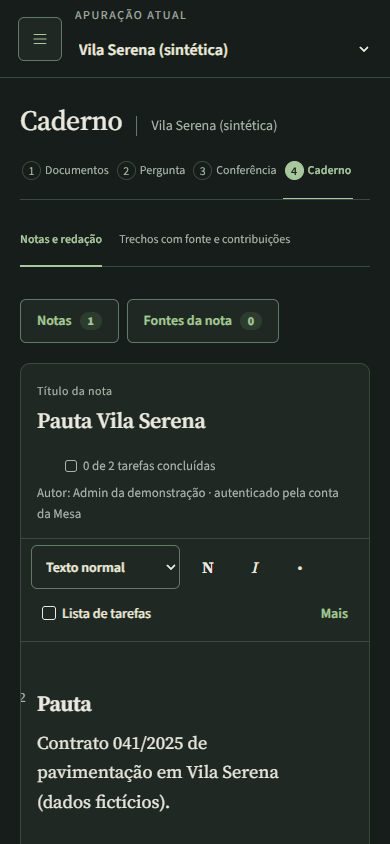 APURAÇÃO ATUAL
Vila Serena (sintética)
Caderno Vila Serena (sintética)
1 Documentos 2 Pergunta 3 Conferência 4 Caderno
Notas e redação Trechos com fonte e contribuições
Notas 1 Fontes da nota 0
Título da nota
Pauta Vila Serena
0 de 2 tarefas concluídas
Autor: Admin da demonstração · autenticado pela conta
da Mesa
Texto normal N I •
Lista de tarefas Mais
2 Pauta
Contrato 041/2025 de
pavimentação em Vila Serena
(dados fictícios).